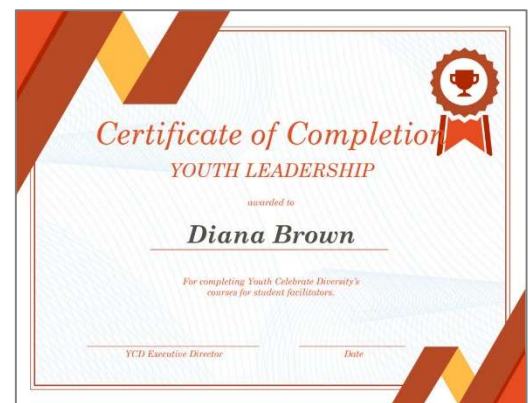 Certificate of Completion
YOUTH LEADERSHIP
awarded to
Diana Brown
For completing Youth Celebrate Diversity's
courses for student facilitators.
YCD Executive Director Date